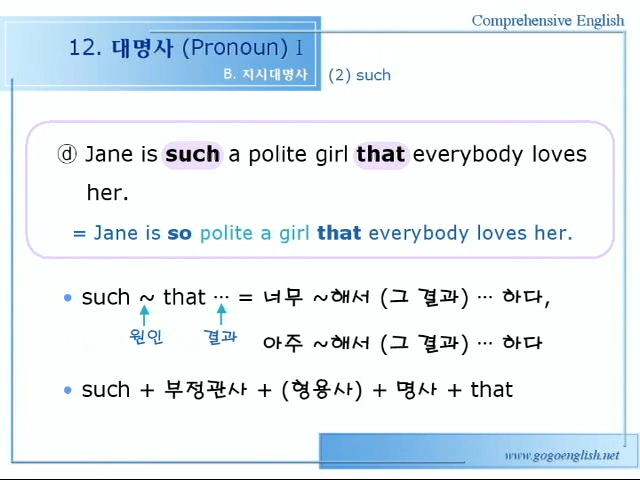 Comprehensive English
12. 대명사 (Pronoun) I
B. 지시대명사
(2) such
ⓓ Jane is such a polite girl that everybody loves
her.
= Jane is so polite a girl that everybody loves her.
• such ~ that ··· = 너무 ~해서 (그 결과) ··· 하다,
원인 결과
아주 ~해서 (그 결과) ··· 하다
• such + 부정관사 + (형용사) + 명사 + that
www.gogoenglish.net